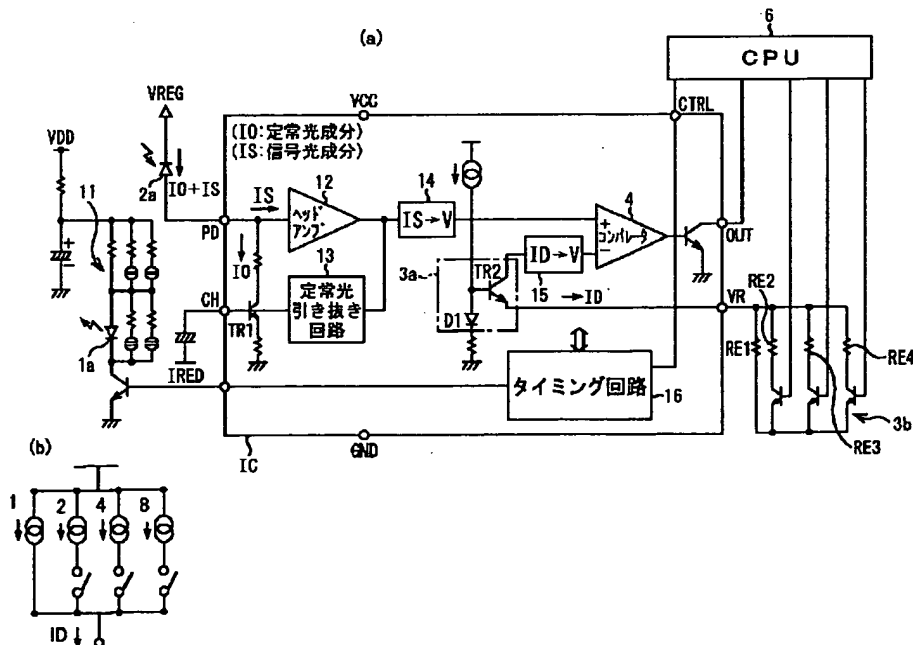 (a)
6
CPU
VREG
VCC
CTRL
VDD
(IO:定常光成分)
(IS:信号光成分)
2a
IO+IS
11
IS
12
ヘッド
アンプ
14
IS→V
4
+
コンパレータ
−
OUT
PD
IO
13
定常光
引き抜き
回路
3a
TR2
ID→V
15
→ID
VR
RE2
CH
TR1
D1
RE1
RE4
1a
IRED
タイミング回路
16
3b
RE3
IC
GND
(b)
1
2
4
8
ID